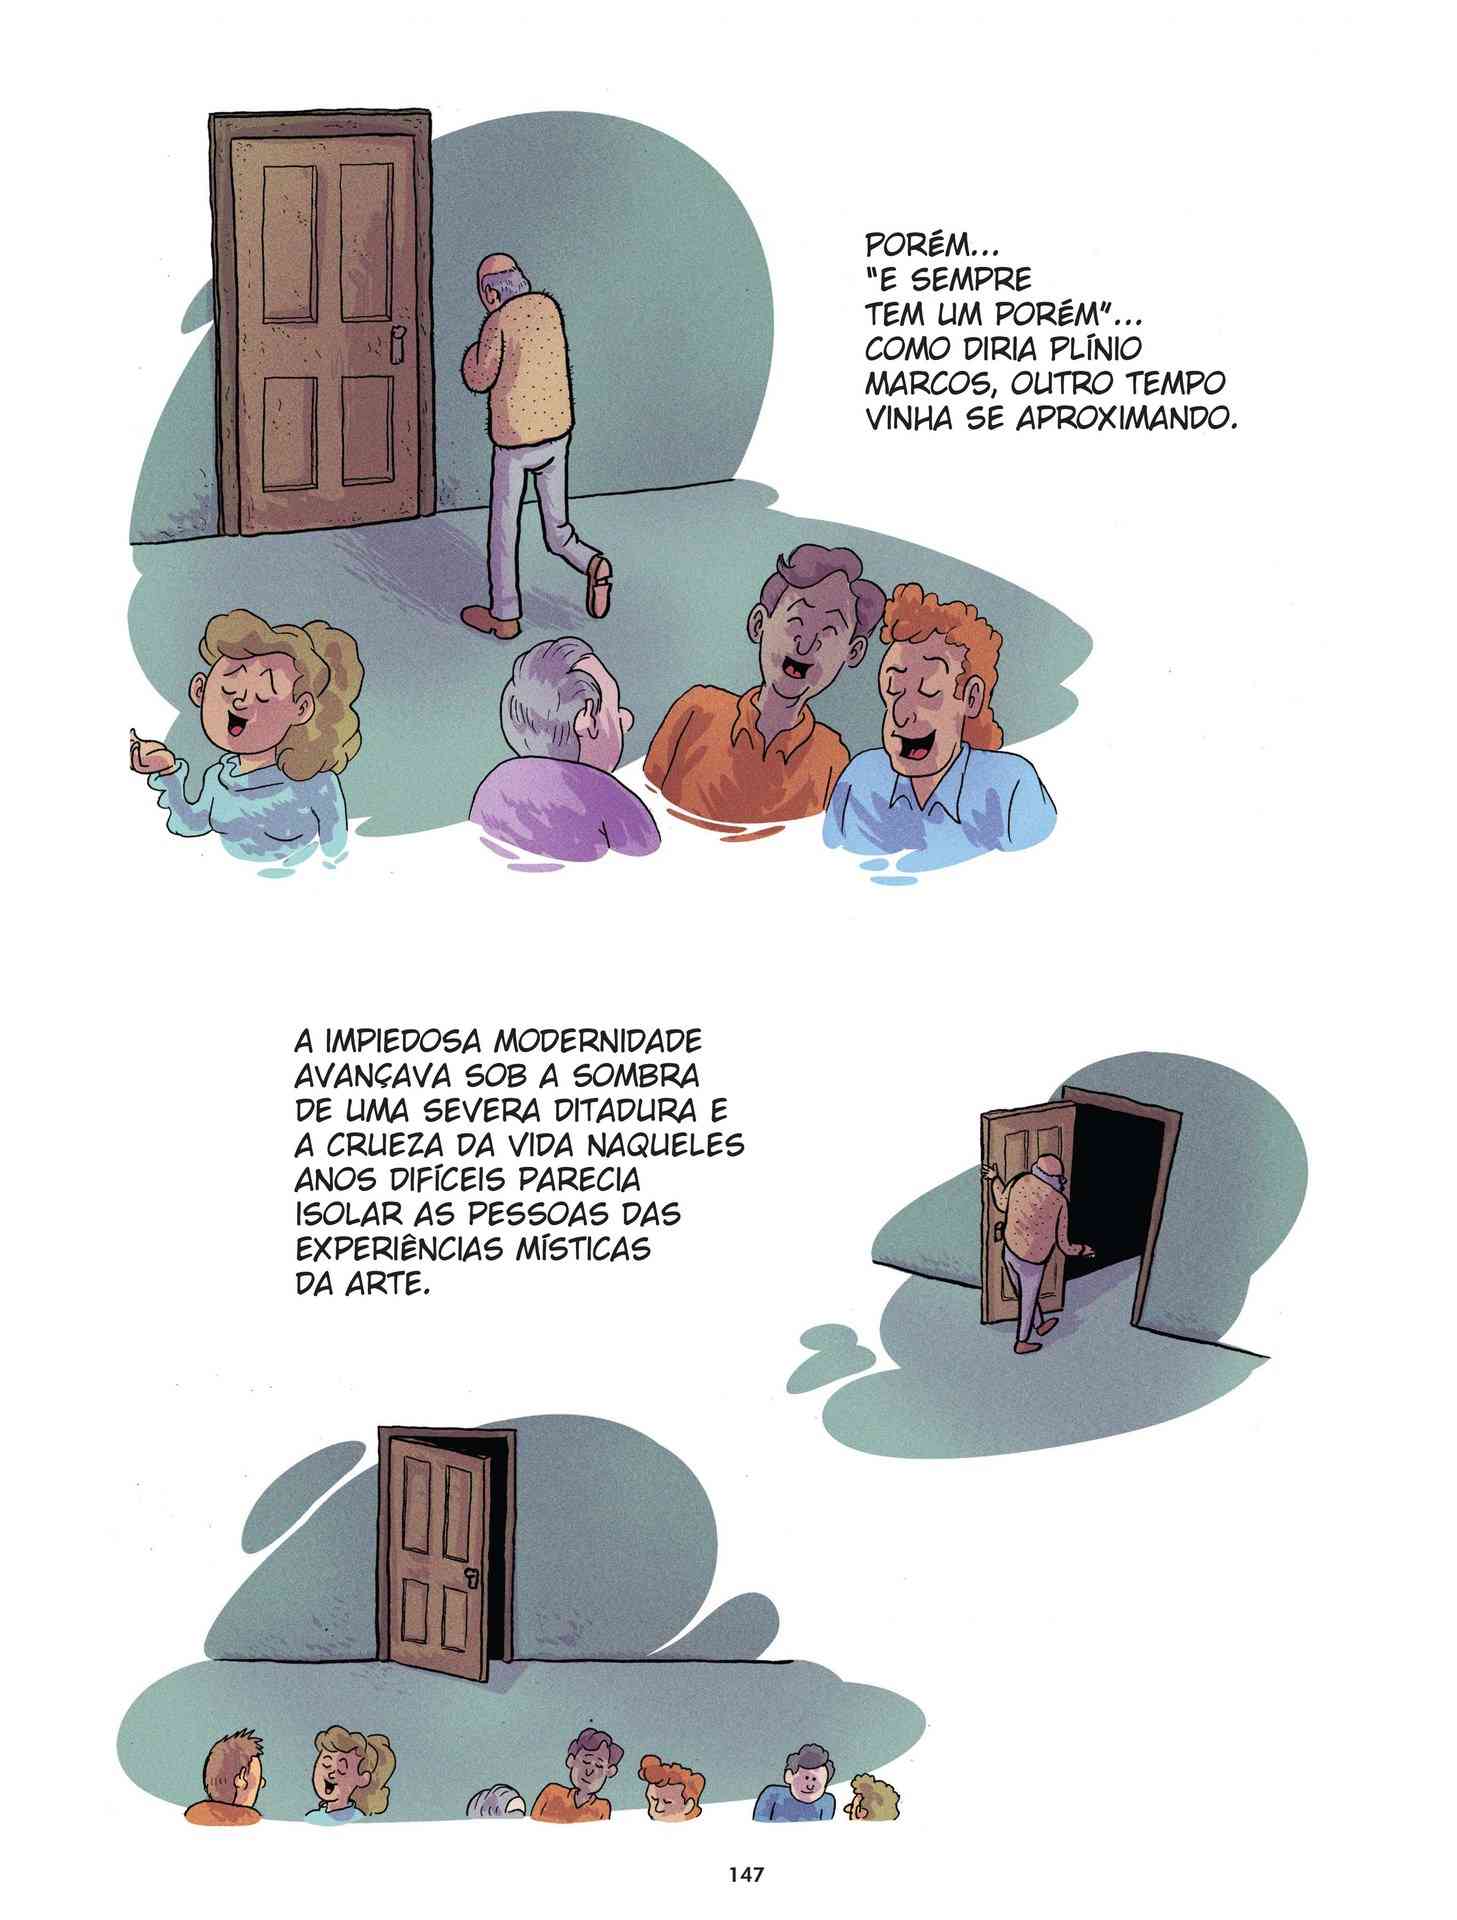 PORÉM...
"E SEMPRE
TEM UM PORÉM"...
COMO DIRIA PLÍNIO
MARCOS, OUTRO TEMPO
VINHA SE APROXIMANDO.
A IMPIEDOSA MODERNIDADE
AVANÇAVA SOB A SOMBRA
DE UMA SEVERA DITADURA E
A CRUEZA DA VIDA NAQUELES
ANOS DIFÍCEIS PARECIA
ISOLAR AS PESSOAS DAS
EXPERIÊNCIAS MÍSTICAS
DA ARTE.
147